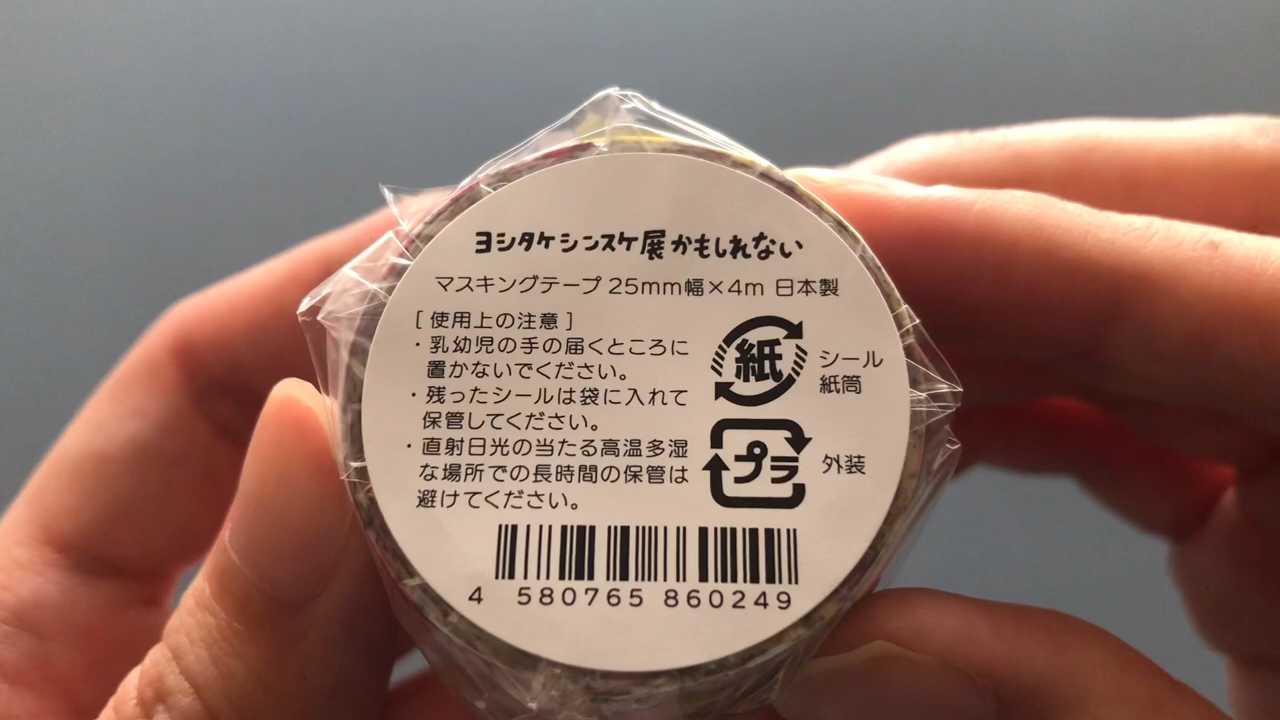 ヨシタケシンスケ展かもしれない
マスキングテープ 25mm幅×4m 日本製
[ 使用上の注意 ]
・乳幼児の手の届くところに
置かないでください。
・残ったシールは袋に入れて
保管してください。
・直射日光の当たる高温多湿
な場所での長時間の保管は
避けてください。
紙
シール
紙筒
プラ
外装
4 580765 860249